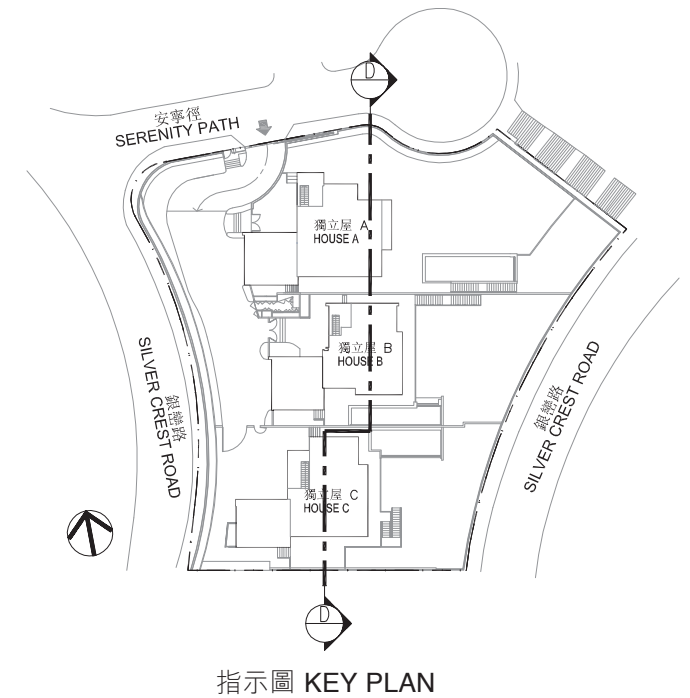 D
安寧徑
SERENITY PATH
獨立屋 A
HOUSE A
獨立屋 B
HOUSE B
銀巒路
SILVER CREST ROAD
銀巒路
SILVER CREST ROAD
獨立屋 C
HOUSE C
D
指示圖 KEY PLAN